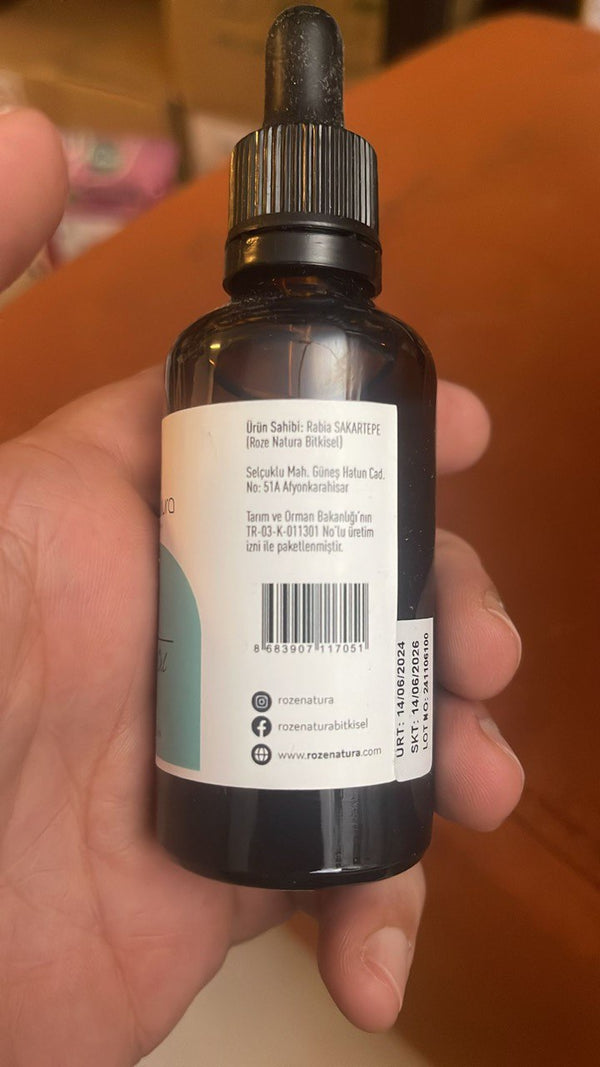 Ürün Sahibi: Rabia SAKARTEPE
(Roze Natura Bitkisel)
Selçuklu Mah. Güneş Hatun Cad.
No: 51A Afyonkarahisar
Tarım ve Orman Bakanlığı'nın
TR-03-K-011301 No'lu üretim
izni ile paketlenmiştir.
8 683907 117051
rozenatura
rozenaturabitkisel
www.rozenatura.com
ÜRT: 14/06/2024
SKT: 14/06/2026
LOT NO: 241106100